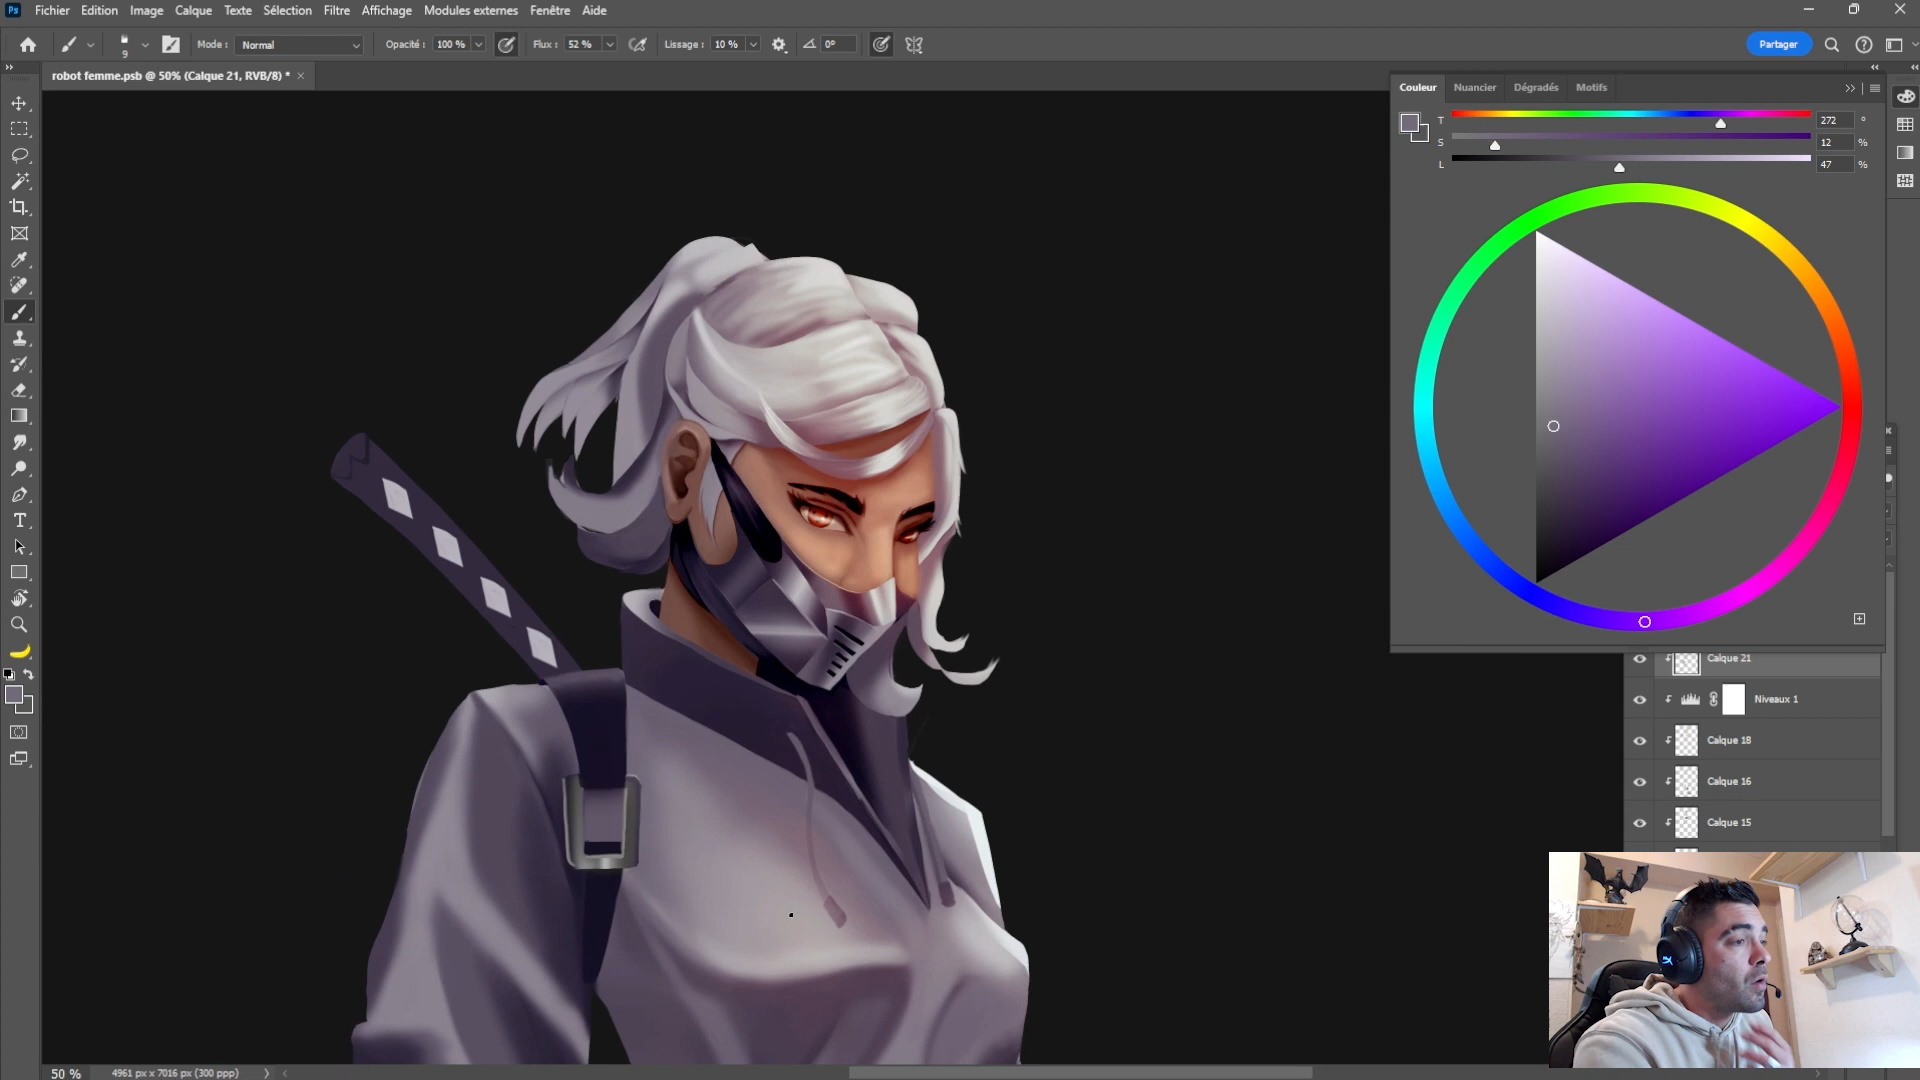 Ps Fichier Edition Image Calque Texte Sélection Filtre Affichage Modules externes Fenêtre Aide
9 Mode : Normal Opacité : 100 % Flux : 52 % Lissage : 10 % 0° Partager
robot femme.psb @ 50% (Calque 21, RVB/8) * ×
Couleur Nuancier Dégradés Motifs
T 272 °
S 12 %
L 47 %
Calque 21
Niveaux 1
Calque 18
Calque 16
Calque 15
50 % 4961 px x 7016 px (300 ppp)